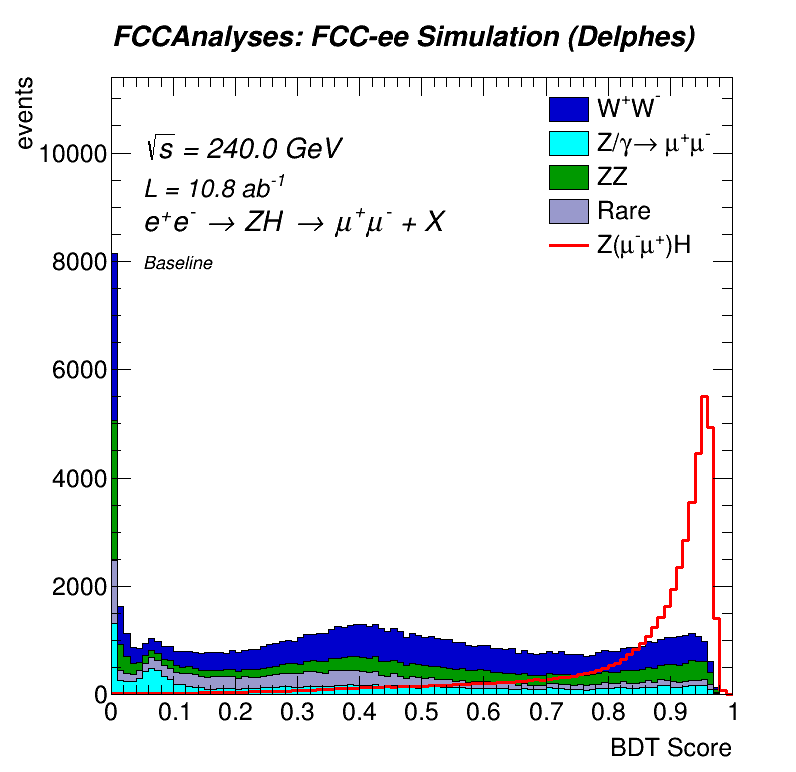 FCCAnalyses: FCC-ee Simulation (Delphes)
events
√s = 240.0 GeV
L = 10.8 ab⁻¹
e⁺e⁻ → ZH → μ⁺μ⁻ + X
Baseline
W⁺W⁻
Z/γ→ μ⁺μ⁻
ZZ
Rare
Z(μ⁻μ⁺)H
10000
8000
6000
4000
2000
0
0 0.1 0.2 0.3 0.4 0.5 0.6 0.7 0.8 0.9 1
BDT Score